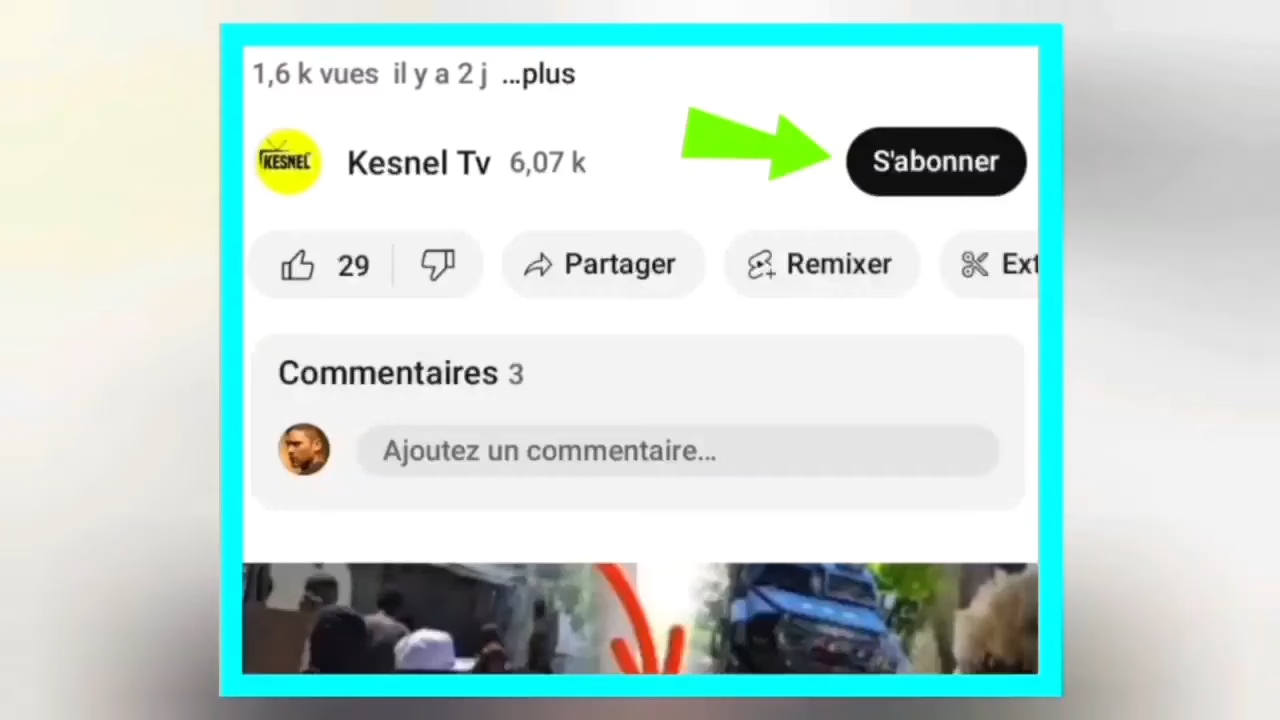 1,6 k vues il y a 2 j ...plus
KESNEL
Kesnel Tv 6,07 k
S'abonner
29
Partager
Remixer
Ext
Commentaires 3
Ajoutez un commentaire...